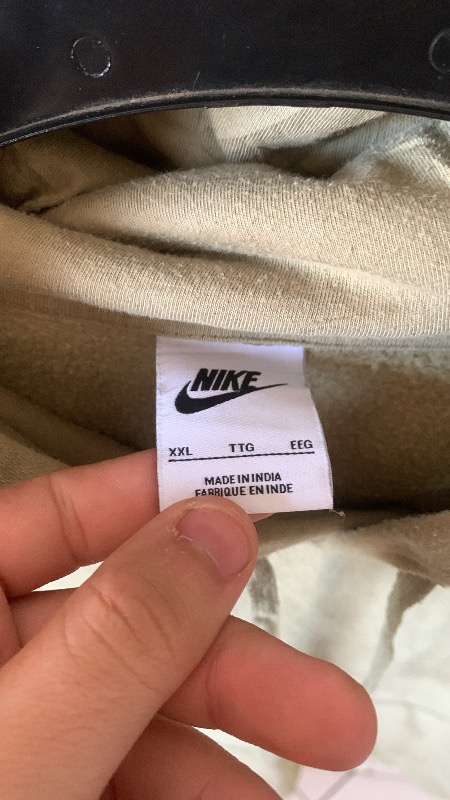 NIKE
XXL TTG EEG
MADE IN INDIA
FABRIQUE EN INDE